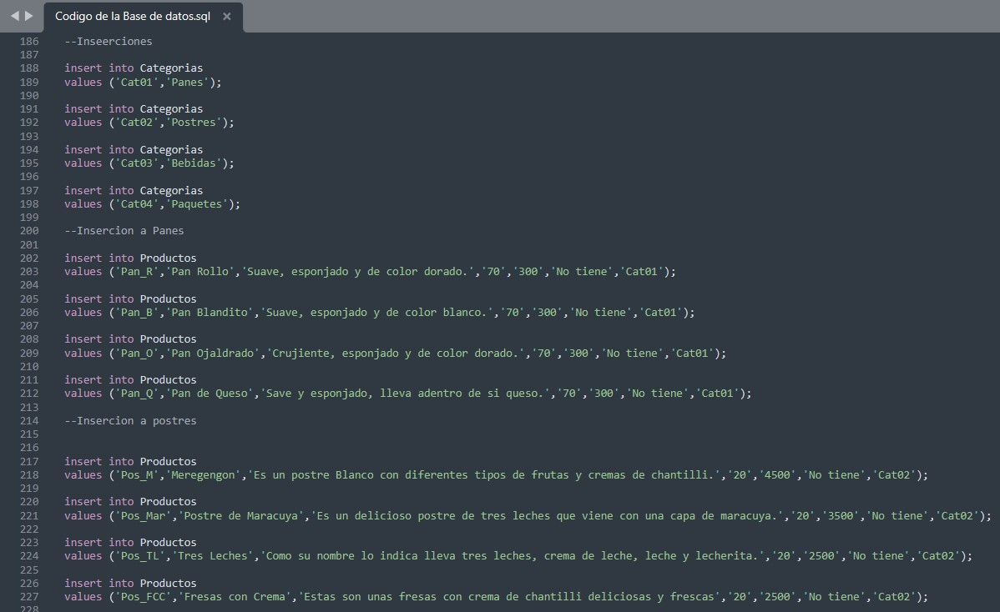 Codigo de la Base de datos.sql
186 --Inseerciones
187
188 insert into Categorias
189 values ('Cat01','Panes');
190
191 insert into Categorias
192 values ('Cat02','Postres');
193
194 insert into Categorias
195 values ('Cat03','Bebidas');
196
197 insert into Categorias
198 values ('Cat04','Paquetes');
199
200 --Insercion a Panes
201
202 insert into Productos
203 values ('Pan_R','Pan Rollo','Suave, esponjado y de color dorado.','70','300','No tiene','Cat01');
204
205 insert into Productos
206 values ('Pan_B','Pan Blandito','Suave, esponjado y de color blanco.','70','300','No tiene','Cat01');
207
208 insert into Productos
209 values ('Pan_O','Pan Ojaldrado','Crujiente, esponjado y de color dorado.','70','300','No tiene','Cat01');
210
211 insert into Productos
212 values ('Pan_Q','Pan de Queso','Save y esponjado, lleva adentro de si queso.','70','300','No tiene','Cat01');
213
214 --Insercion a postres
215
216
217 insert into Productos
218 values ('Pos_M','Meregengon','Es un postre Blanco con diferentes tipos de frutas y cremas de chantilli.','20','4500','No tiene','Cat02');
219
220 insert into Productos
221 values ('Pos_Mar','Postre de Maracuya','Es un delicioso postre de tres leches que viene con una capa de maracuya.','20','3500','No tiene','Cat02');
222
223 insert into Productos
224 values ('Pos_TL','Tres Leches','Como su nombre lo indica lleva tres leches, crema de leche, leche y lecherita.','20','2500','No tiene','Cat02');
225
226 insert into Productos
227 values ('Pos_FCC','Fresas con Crema','Estas son unas fresas con crema de chantilli deliciosas y frescas','20','2500','No tiene','Cat02');
228